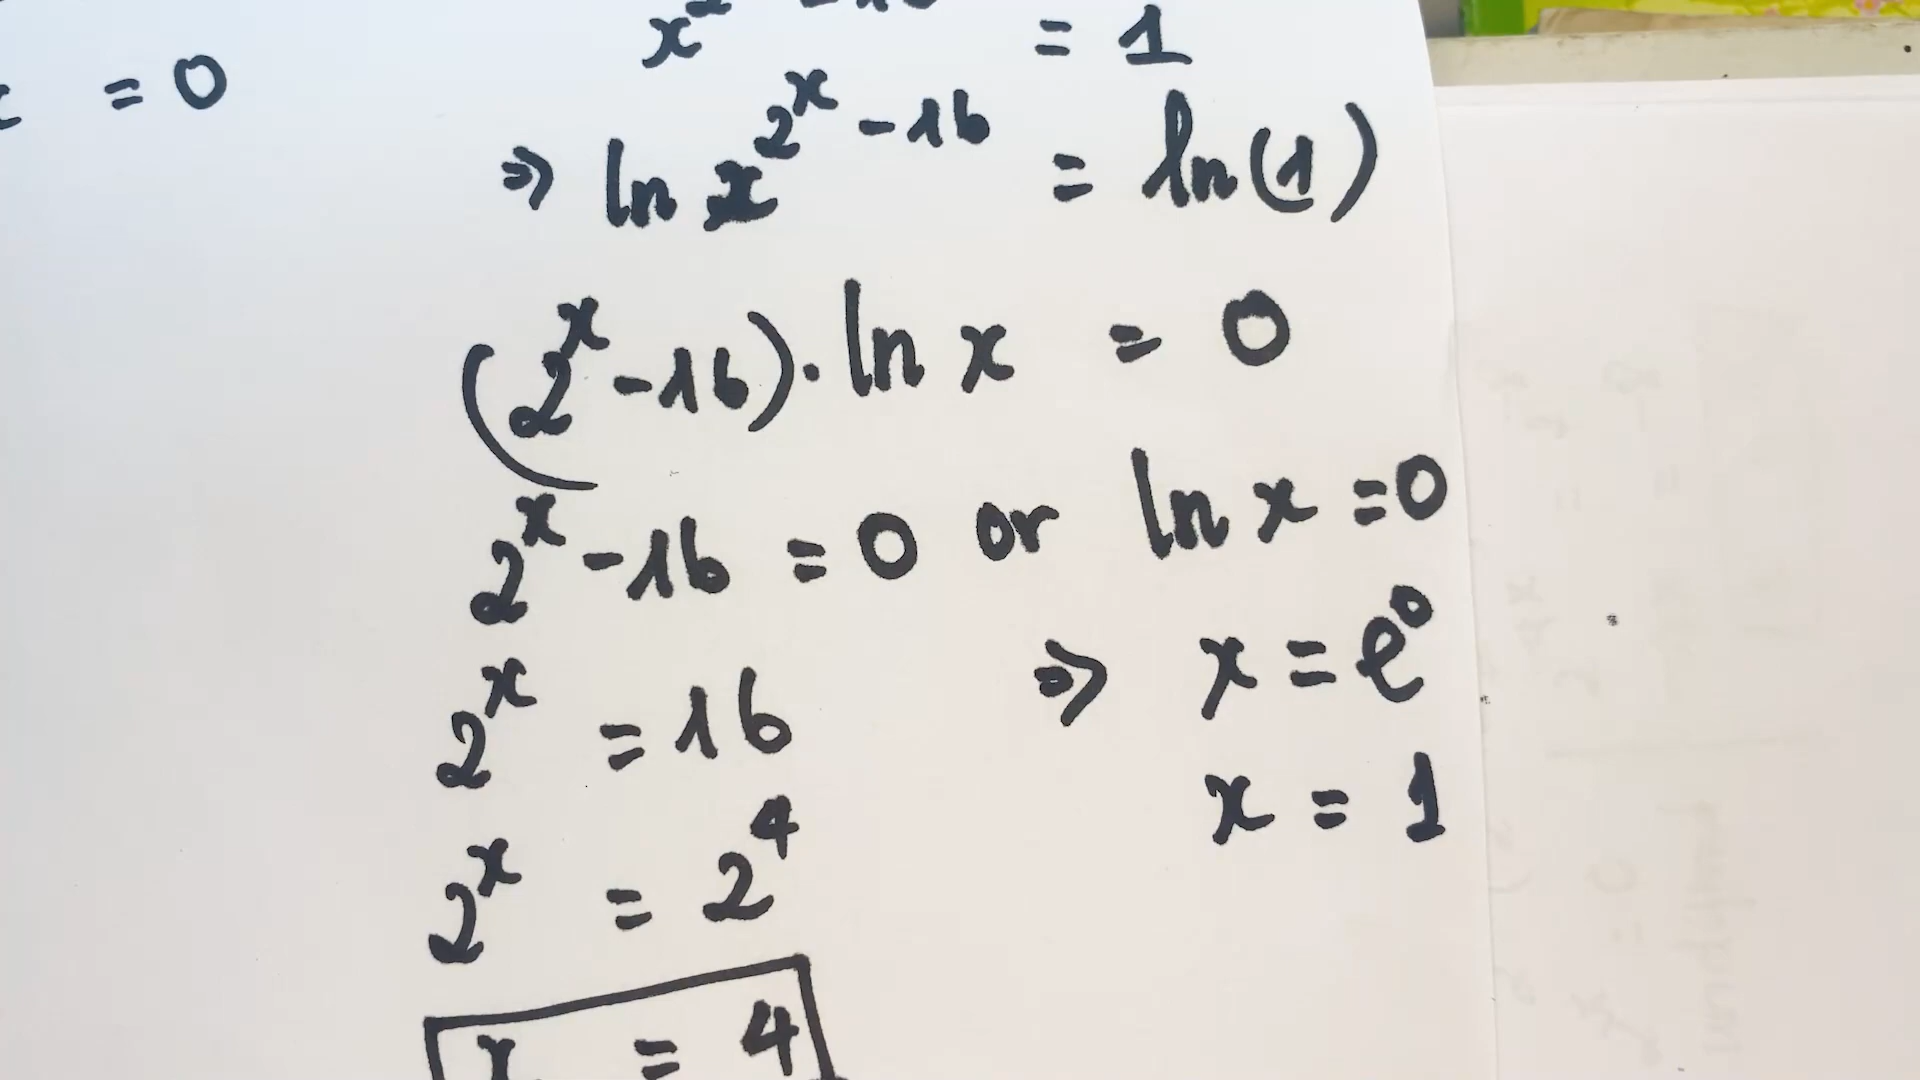 = 0
= 1
⇒ ln x^{2^x - 16} = ln(1)
(2^x - 16) · ln x = 0
2^x - 16 = 0 or ln x = 0
2^x = 16 ⇒ x = e^0
2^x = 2^4 x = 1
x = 4